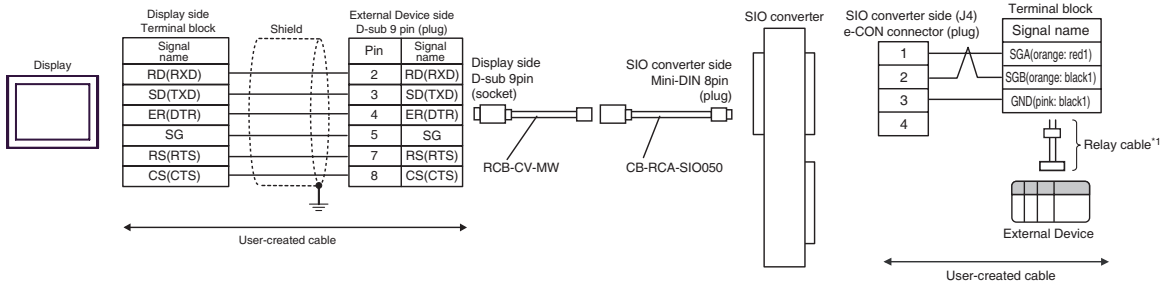 Display
Display side
Terminal block
Signal
name
RD(RXD)
SD(TXD)
ER(DTR)
SG
RS(RTS)
CS(CTS)
Shield
External Device side
D-sub 9 pin (plug)
Pin
Signal
name
2 RD(RXD)
3 SD(TXD)
4 ER(DTR)
5 SG
7 RS(RTS)
8 CS(CTS)
User-created cable
Display side
D-sub 9pin
(socket)
RCB-CV-MW
SIO converter side
Mini-DIN 8pin
(plug)
CB-RCA-SIO050
SIO converter
SIO converter side (J4)
e-CON connector (plug)
1
2
3
4
Terminal block
Signal name
SGA(orange: red1)
SGB(orange: black1)
GND(pink: black1)
Relay cable*1
External Device
User-created cable